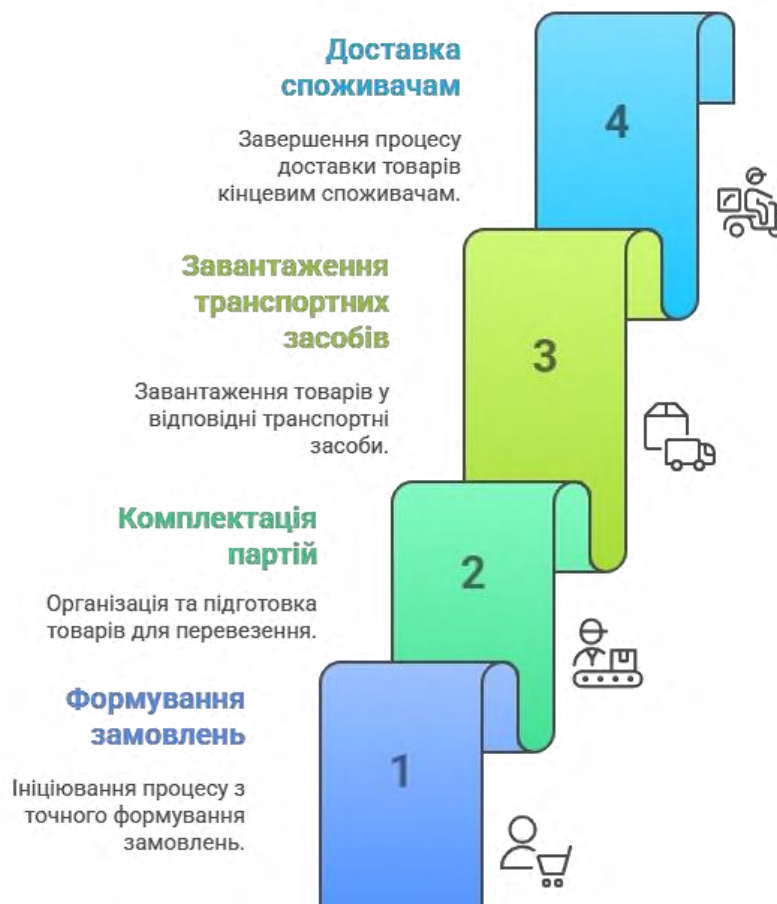 Доставка
споживачам
4
Завершення процесу
доставки товарів
кінцевим споживачам.
Завантаження
транспортних
засобів
3
Завантаження товарів у
відповідні транспортні
засоби.
Комплектація
партій
2
Організація та підготовка
товарів для перевезення.
Формування
замовлень
1
Ініціювання процесу з
точного формування
замовлень.